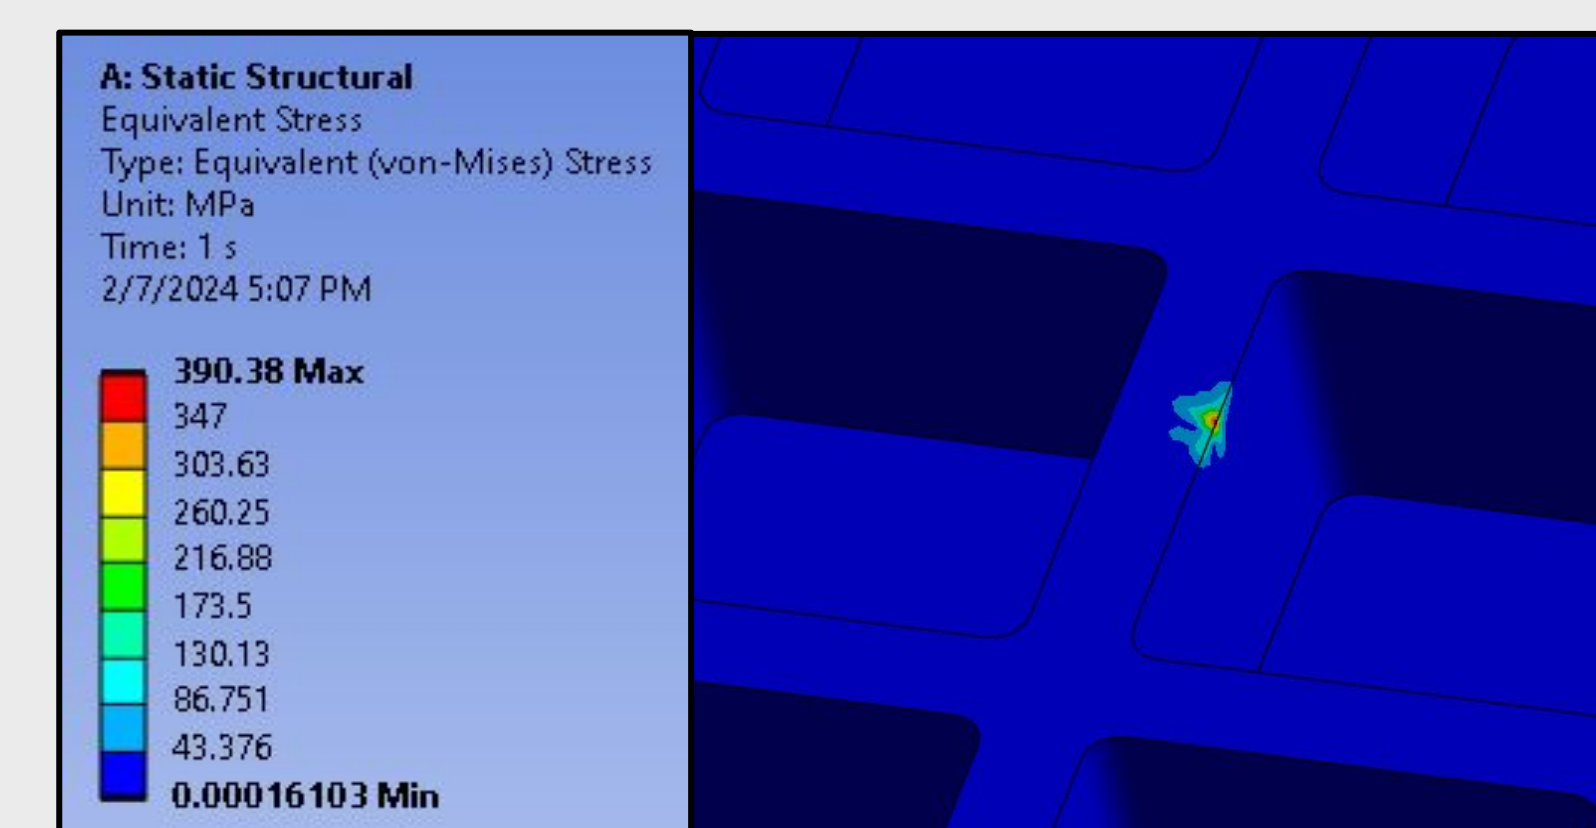 A: Static Structural
Equivalent Stress
Type: Equivalent (von-Mises) Stress
Unit: MPa
Time: 1 s
2/7/2024 5:07 PM
390.38 Max
347
303.63
260.25
216.88
173.5
130.13
86.751
43.376
0.00016103 Min